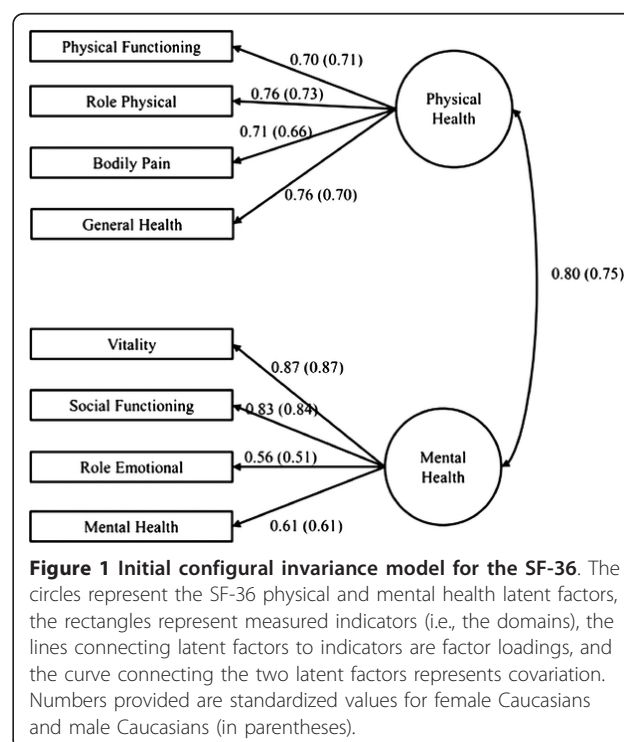 Physical Functioning
0.70 (0.71)
Role Physical
0.76 (0.73)
Physical
Health
0.71 (0.66)
Bodily Pain
0.76 (0.70)
General Health
0.80 (0.75)
Vitality
0.87 (0.87)
Social Functioning
0.83 (0.84)
Role Emotional
0.56 (0.51)
Mental
Health
Mental Health
0.61 (0.61)
Figure 1 Initial configural invariance model for the SF-36. The
circles represent the SF-36 physical and mental health latent factors,
the rectangles represent measured indicators (i.e., the domains), the
lines connecting latent factors to indicators are factor loadings, and
the curve connecting the two latent factors represents covariation.
Numbers provided are standardized values for female Caucasians
and male Caucasians (in parentheses).